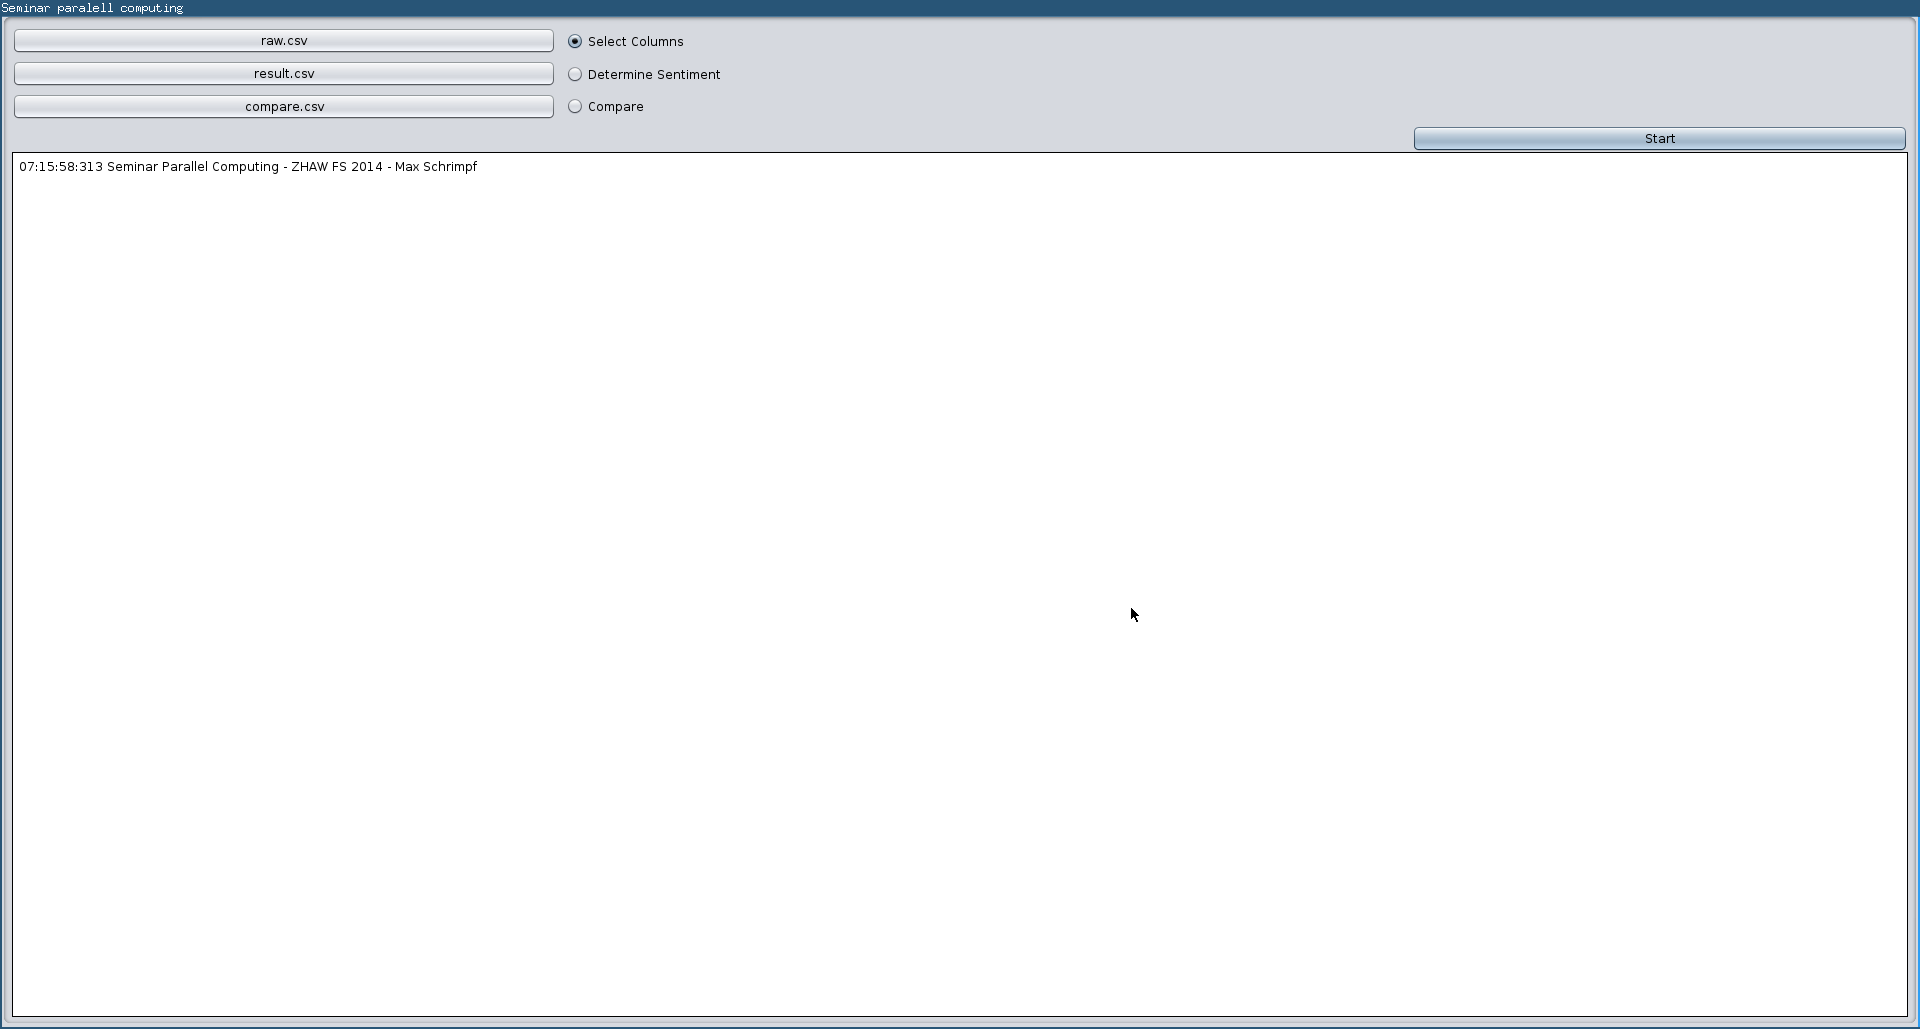 Seminar paralell computing
raw.csv
Select Columns
result.csv
Determine Sentiment
compare.csv
Compare
Start
07:15:58:313 Seminar Parallel Computing - ZHAW FS 2014 - Max Schrimpf